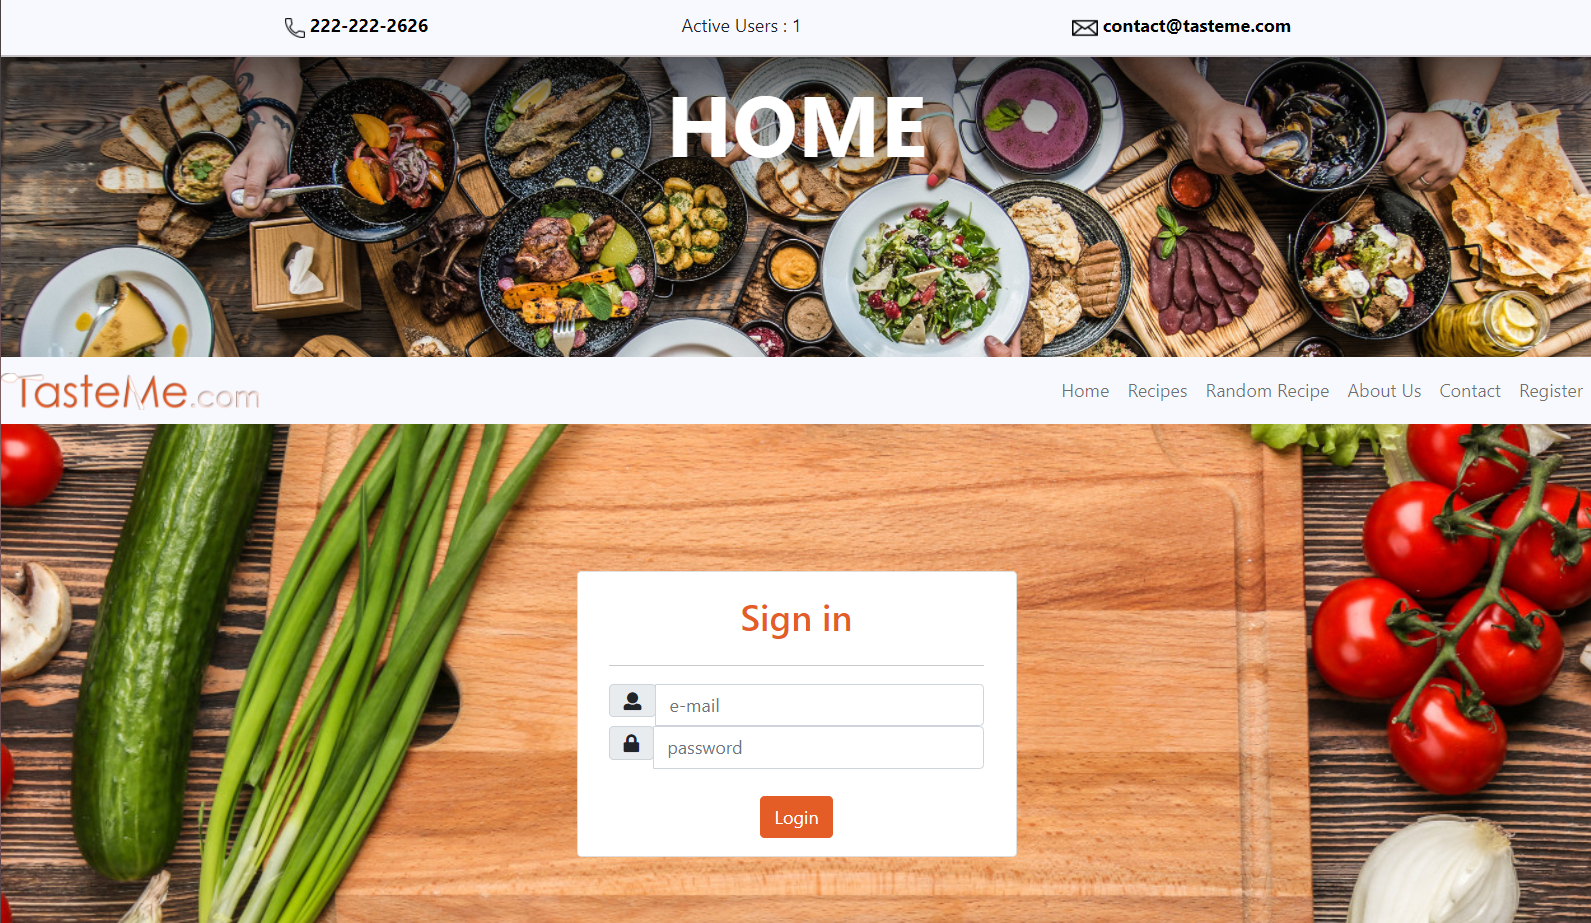 222-222-2626
Active Users : 1
contact@tasteme.com
HOME
TasteMe.com
Home Recipes Random Recipe About Us Contact Register
Sign in
e-mail
password
Login